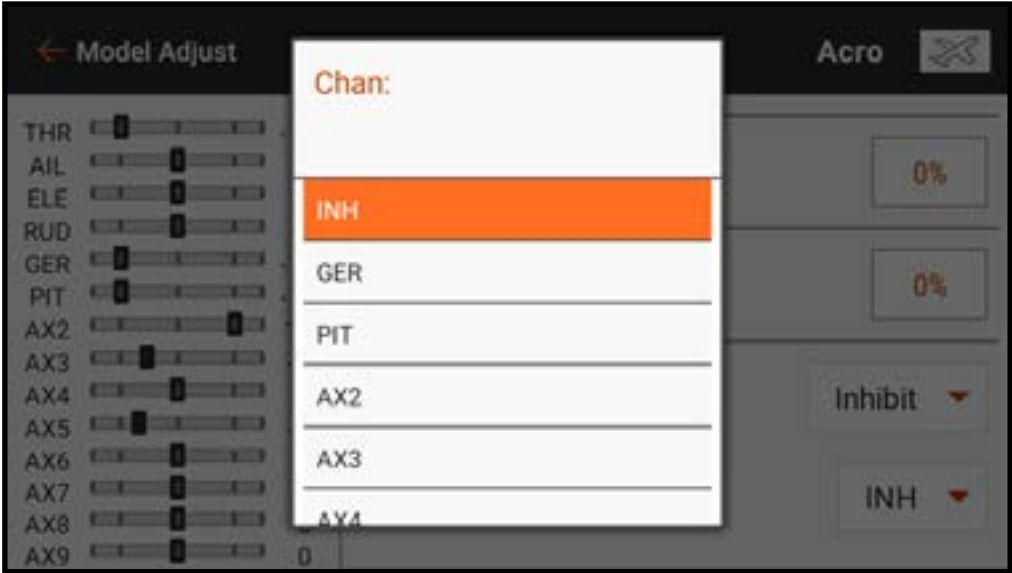 Model Adjust
Acro
Chan:
INH
GER
PIT
AX2
AX3
AX4
THR
AIL
ELE
RUD
GER
PIT
AX2
AX3
AX4
AX5
AX6
AX7
AX8
AX9 0
0%
0%
Inhibit
INH